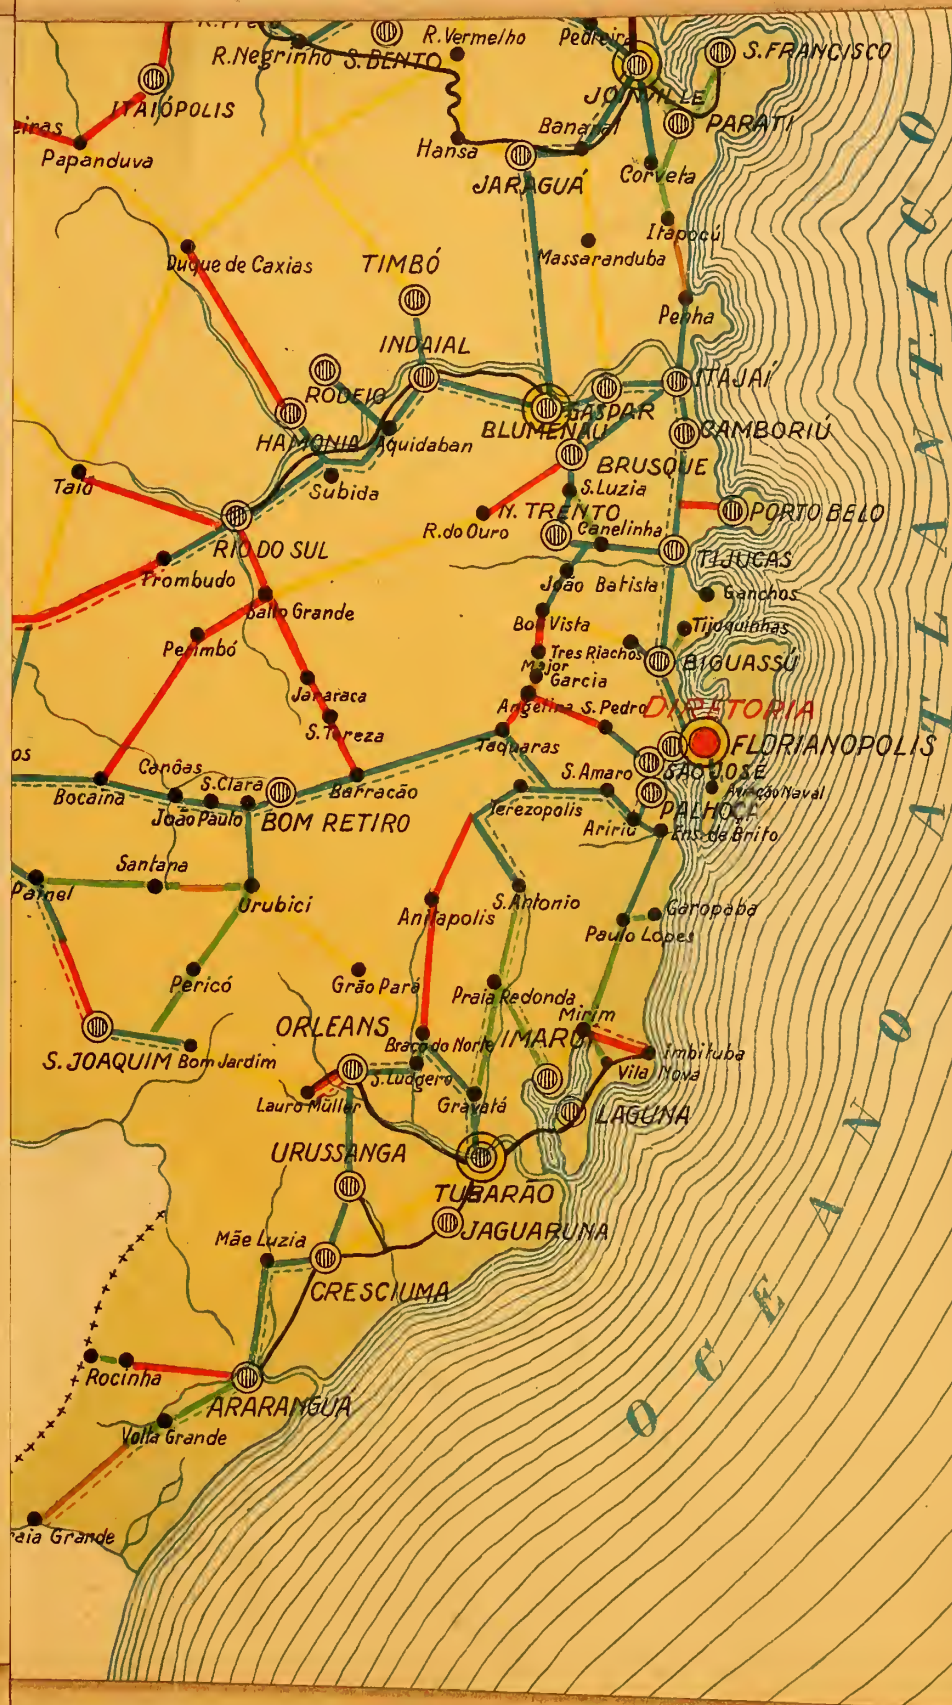 R. Negrinho
S. BENTO
R. Vermelho
Pedreira
S. FRANCISCO
JOINVILLE
ITAIÓPOLIS
PARATI
Papanduva
Hansa
Banaral
JARAGUÁ
Corveta
Itapocú
Massaranduba
Duque de Caxias
TIMBÓ
Penha
INDAIAL
RODEIO
ITAJAÍ
GASPAR
BLUMENAU
HAMONIA
Aquidaban
CAMBORIÚ
BRUSQUE
Taió
Subida
S. Luzia
N. TRENTO
R. do Ouro
PORTO BELO
Canelinha
RIO DO SUL
TIJUCAS
Trombudo
João Batista
Ganchos
Salto Grande
Boa Vista
Tijoquinhas
Perimbó
Tres Riachos
BIGUASSÚ
Major
Garcia
Jararaca
Angelina
S. Pedro
DIRETORIA
S. Tereza
Taquaras
FLORIANOPOLIS
os
Canôas
S. Clara
S. Amaro
SÃO JOSÉ
Bocaina
Barracão
Aviação Naval
João Paulo
BOM RETIRO
Terezopolis
PALHOÇA
Aririú
Ens. de Brito
Santana
Painel
Urubici
S. Antonio
Anitapolis
Garopaba
Paulo Lopes
Pericó
Grão Pará
Praia Redonda
Mirim
ORLEANS
Braço do Norte
IMARUÍ
Imbituba
S. JOAQUIM
Bom Jardim
S. Ludgero
Vila Nova
Lauro Müller
Gravatá
LAGUNA
URUSSANGA
TUBARÃO
JAGUARUNA
Mãe Luzia
CRESCIUMA
Rocinha
ARARANGUÁ
Volta Grande
raia Grande
OCEANO ATLANTICO